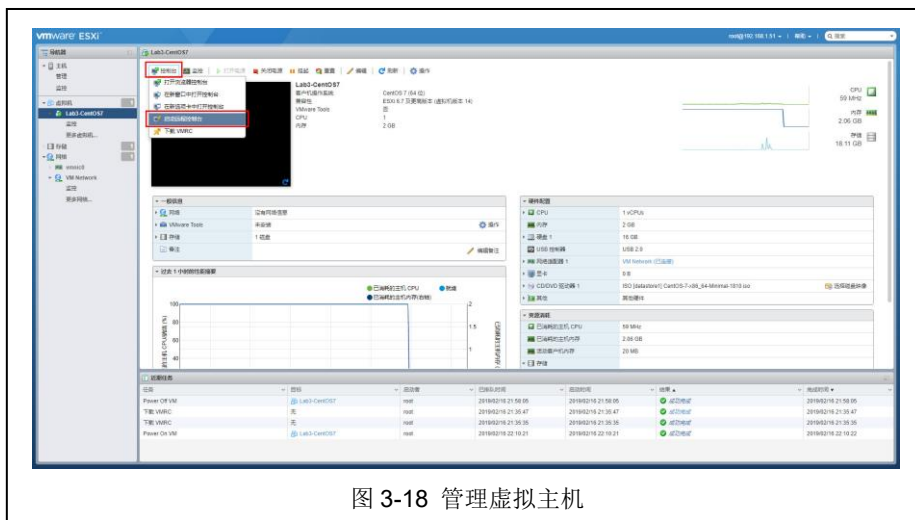 vmware ESXi
root@192.168.1.51
帮助
搜索
导航器
主机
管理
监控
虚拟机
Lab3-CentOS7
监控
更多虚拟机...
存储
网络
VM Network
监控
更多网络...
Lab3-CentOS7
控制台
监控
打开电源
关闭电源
挂起
重置
编辑
刷新
操作
打开浏览器控制台
在新窗口中打开控制台
在新选项卡中打开控制台
启动远程控制台
下载 VMRC
Lab3-CentOS7
客户机操作系统 CentOS 7 (64 位)
兼容性 ESXi 6.7 及更高版本 (虚拟机版本 14)
VMware Tools 否
CPU 1
内存 2 GB
CPU
59 MHz
内存
2.06 GB
存储
18.11 GB
一般信息
网络 没有网络信息
VMware Tools 未安装 操作
存储 1 磁盘
备注 编辑备注
过去 1 小时的性能摘要
已消耗的主机 CPU
就绪
已消耗的主机内存
100
80
60
40
2
1.5
1
硬件配置
CPU 1 vCPUs
内存 2 GB
硬盘 1 16 GB
USB 控制器 USB 2.0
网络适配器 1 VM Network (已连接)
显卡
CD/DVD 驱动器 1 ISO [datastore1] CentOS-7-x86_64-Minimal-1810.iso 选择磁盘映像
其他 其他硬件
资源消耗
已消耗的主机 CPU 59 MHz
已消耗的主机内存 2.06 GB
活动客户机内存 20 MB
存储
近期任务
任务 目标 启动者 已排队时间 启动时间 结果 完成时间
Power Off VM Lab3-CentOS7 root 2019/02/16 21:50:05 2019/02/16 21:50:05 成功完成 2019/02/16 21:50:05
下载 VMRC 无 root 2019/02/16 21:35:47 2019/02/16 21:35:47 成功完成 2019/02/16 21:35:47
下载 VMRC 无 root 2019/02/16 21:35:35 2019/02/16 21:35:35 成功完成 2019/02/16 21:35:35
Power On VM Lab3-CentOS7 root 2019/02/16 22:10:21 2019/02/16 22:10:21 成功完成 2019/02/16 22:10:22
图 3-18 管理虚拟主机